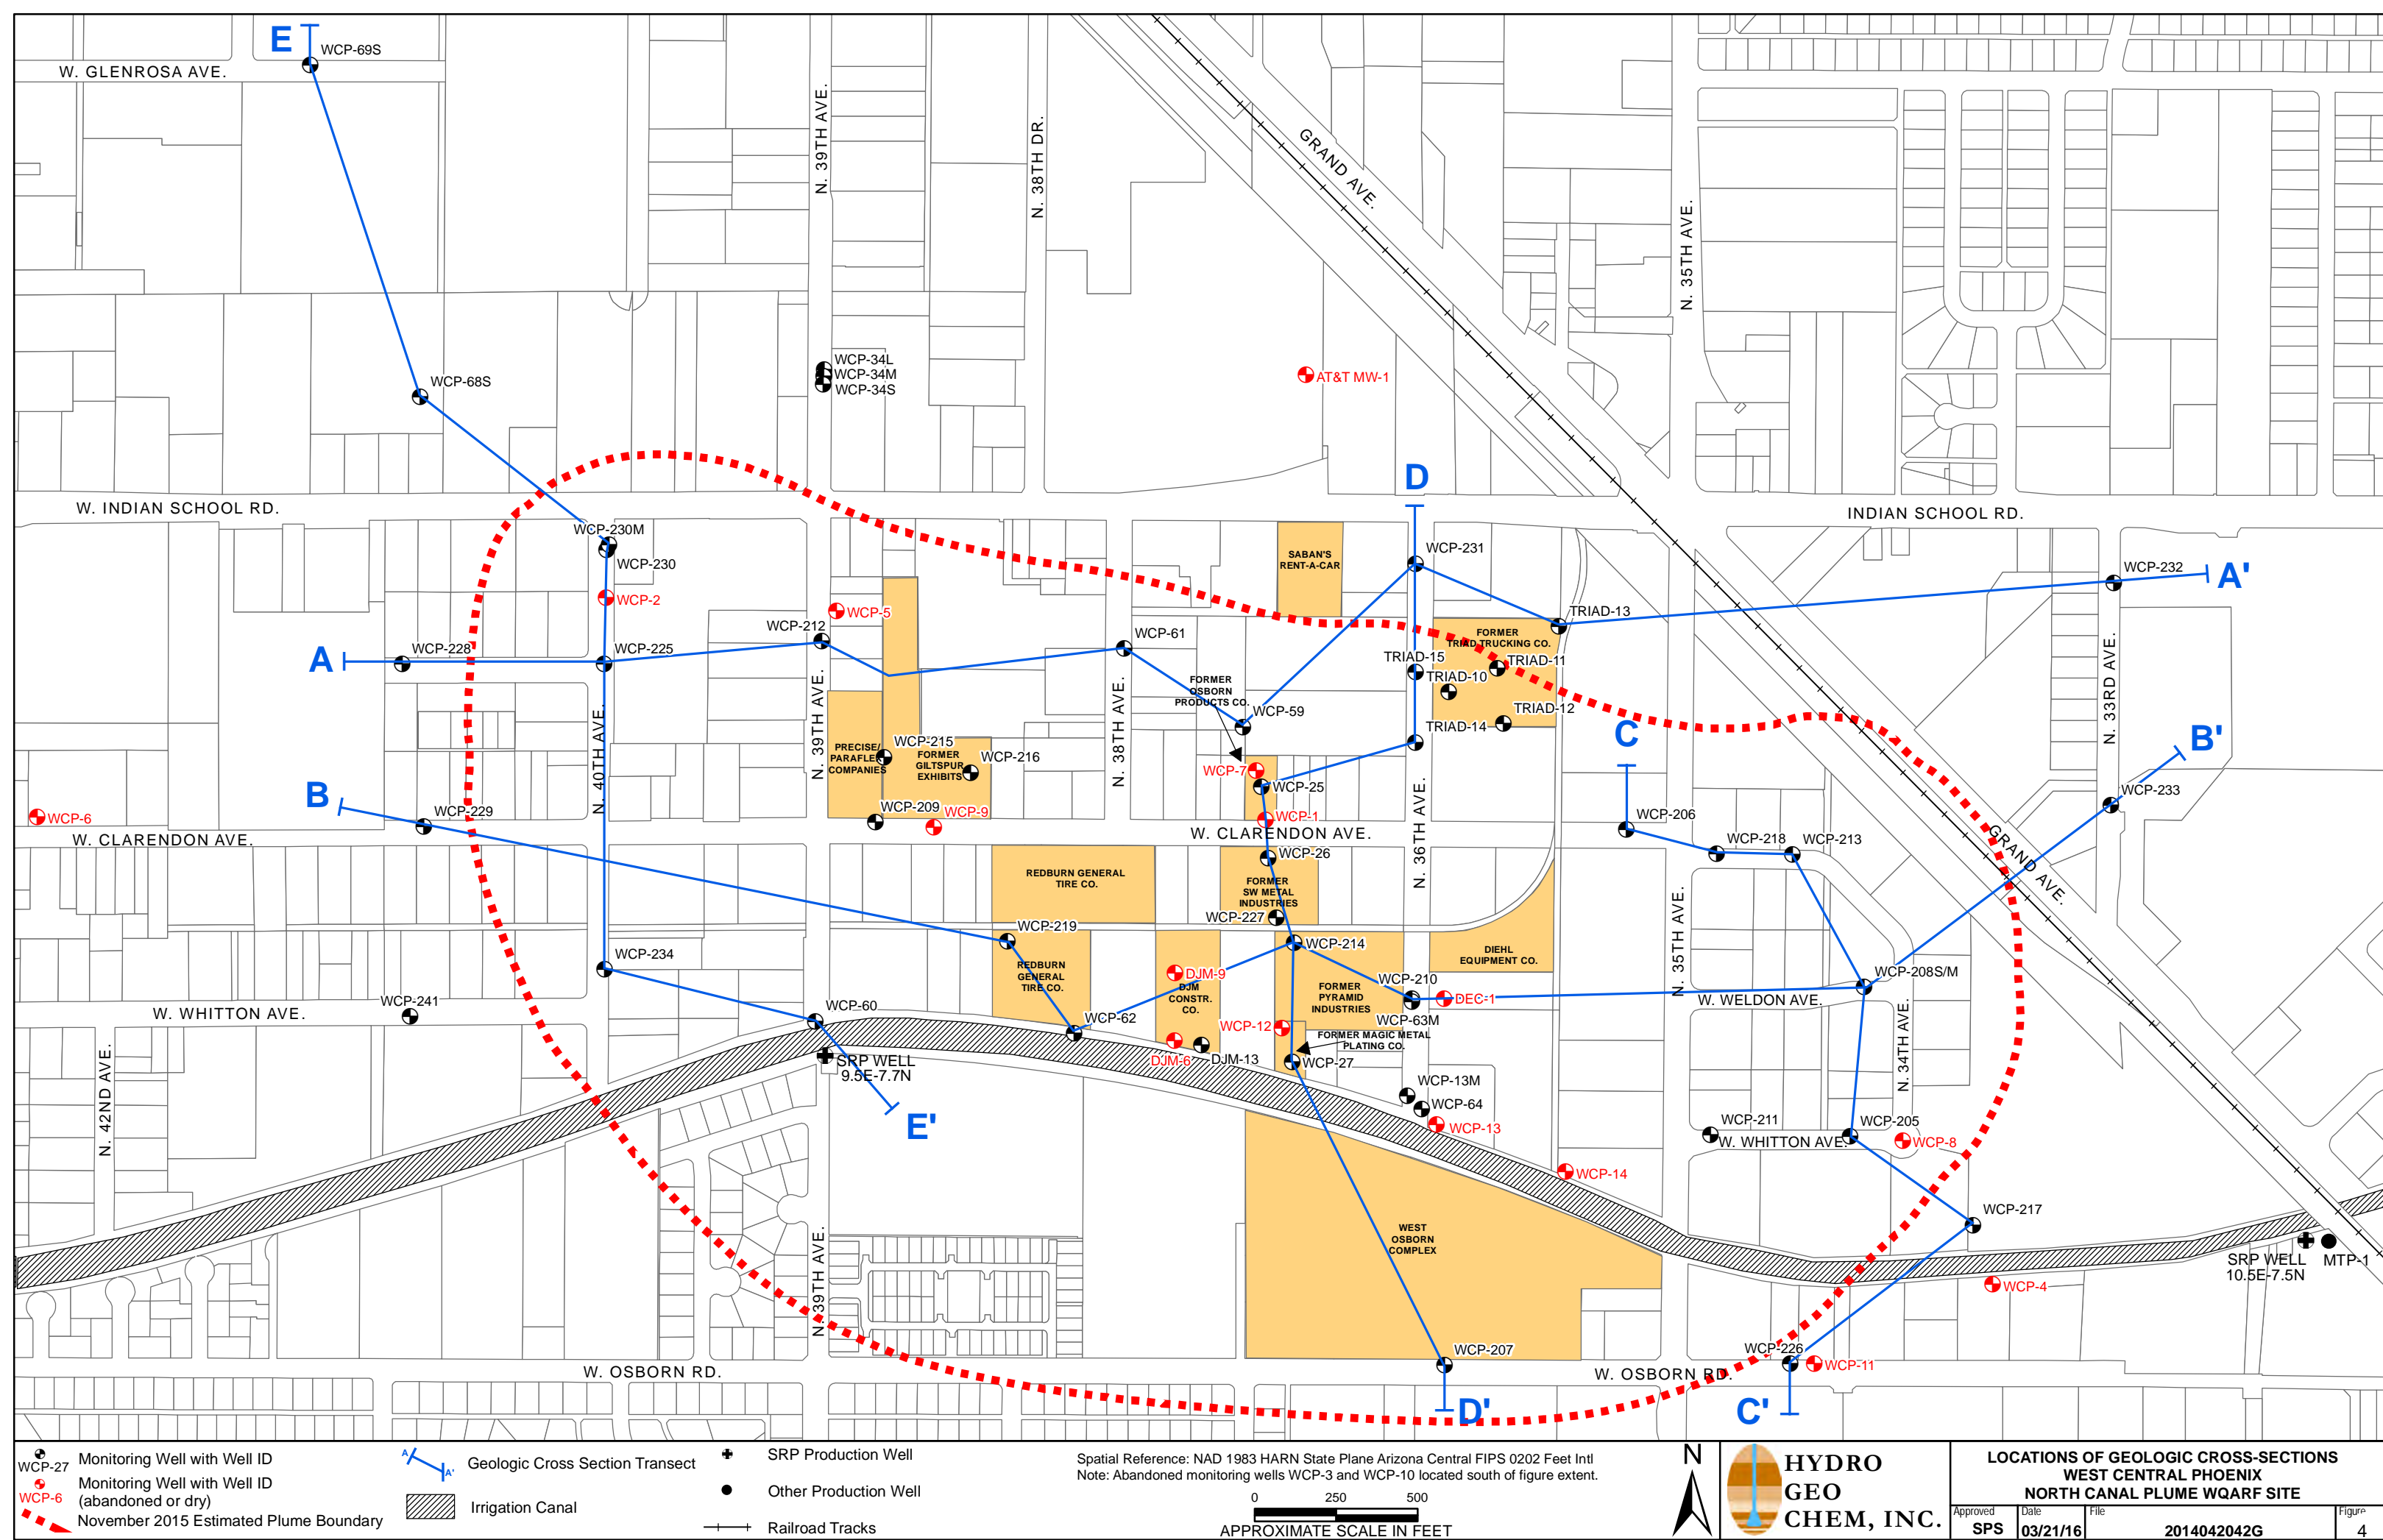 E
WCP-69S
W. GLENROSA AVE.
N. 39TH AVE.
N. 38TH DR.
GRAND AVE.
N. 35TH AVE.
WCP-34L
WCP-34M
WCP-34S
WCP-68S
AT&T MW-1
D
W. INDIAN SCHOOL RD.
INDIAN SCHOOL RD.
WCP-230M
WCP-230
WCP-231
SABAN'S
RENT-A-CAR
WCP-232
A'
WCP-2
WCP-5
TRIAD-13
WCP-212
WCP-61
FORMER
TRIAD TRUCKING CO.
A
WCP-228
WCP-225
TRIAD-15
TRIAD-11
TRIAD-10
FORMER
OSBORN
PRODUCTS CO.
WCP-59
TRIAD-12
TRIAD-14
N. 40TH AVE.
N. 39TH AVE.
N. 38TH AVE.
N. 33RD AVE.
C
B'
PRECISE/
PARAFLEX
COMPANIES
WCP-215
FORMER
GILTSPUR
EXHIBITS
WCP-216
WCP-7
WCP-25
B
WCP-229
WCP-6
WCP-209
WCP-9
WCP-1
WCP-233
WCP-206
W. CLARENDON AVE.
W. CLARENDON AVE.
N. 36TH AVE.
WCP-218
WCP-213
GRAND AVE.
WCP-26
REDBURN GENERAL
TIRE CO.
FORMER
SW METAL
INDUSTRIES
WCP-227
WCP-219
WCP-214
DIEHL
EQUIPMENT CO.
N. 35TH AVE.
WCP-234
REDBURN
GENERAL
TIRE CO.
DJM-9
DJM
CONSTR.
CO.
WCP-210
FORMER
PYRAMID
INDUSTRIES
DEC-1
WCP-208S/M
W. WELDON AVE.
WCP-241
W. WHITTON AVE.
WCP-60
WCP-62
WCP-12
WCP-63M
FORMER MAGIC METAL
PLATING CO.
N. 34TH AVE.
N. 42ND AVE.
SRP WELL
9.5E-7.7N
DJM-6
DJM-13
WCP-27
WCP-13M
WCP-64
WCP-13
E'
WCP-211
W. WHITTON AVE.
WCP-205
WCP-8
WCP-14
WCP-217
WEST
OSBORN
COMPLEX
SRP WELL
10.5E-7.5N
MTP-1
WCP-4
N. 39TH AVE.
WCP-207
WCP-226
WCP-11
W. OSBORN RD.
W. OSBORN RD.
D'
C'
WCP-27
Monitoring Well with Well ID
WCP-6
Monitoring Well with Well ID
(abandoned or dry)
November 2015 Estimated Plume Boundary
A
A'
Geologic Cross Section Transect
Irrigation Canal
SRP Production Well
Other Production Well
Railroad Tracks
Spatial Reference: NAD 1983 HARN State Plane Arizona Central FIPS 0202 Feet Intl
Note: Abandoned monitoring wells WCP-3 and WCP-10 located south of figure extent.
0 250 500
APPROXIMATE SCALE IN FEET
N
HYDRO
GEO
CHEM, INC.
LOCATIONS OF GEOLOGIC CROSS-SECTIONS
WEST CENTRAL PHOENIX
NORTH CANAL PLUME WQARF SITE
Approved
SPS
Date
03/21/16
File
2014042042G
Figure
4